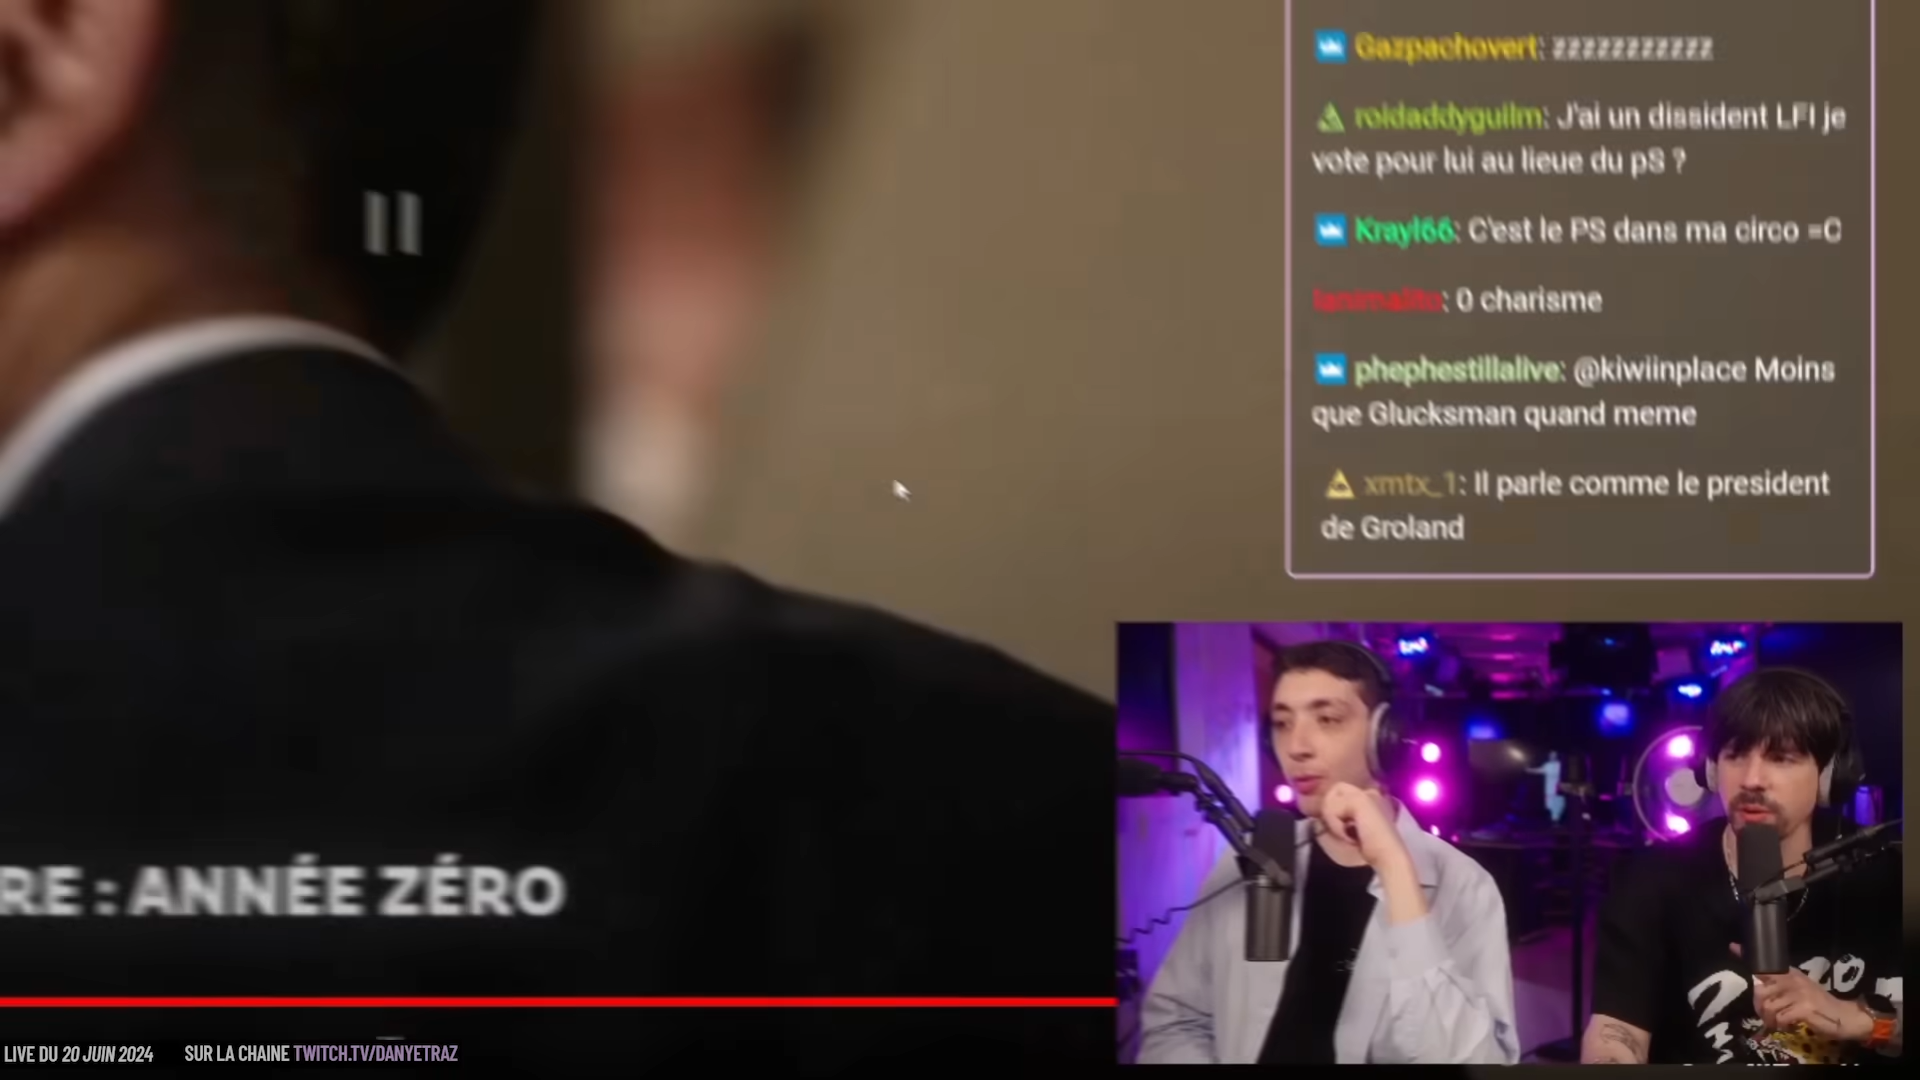 Gazpachovert: zzzzzzzzzzz
roidaddyguilm: J'ai un dissident LFI je
vote pour lui au lieue du pS ?
Krayl66: C'est le PS dans ma circo =C
: 0 charisme
phephestillalive: @kiwiinplace Moins
que Glucksman quand meme
xmtx_1: Il parle comme le president
de Groland
RE : ANNÉE ZÉRO
LIVE DU 20 JUIN 2024 SUR LA CHAINE TWITCH.TV/DANYETRAZ